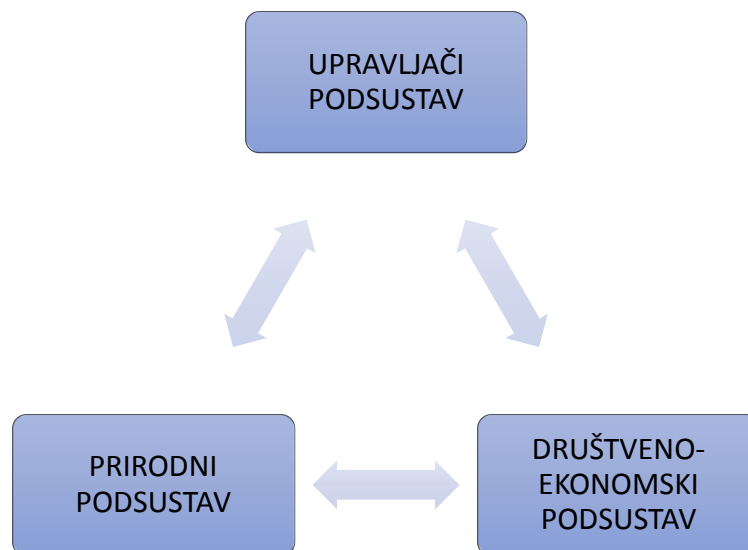 UPRAVLJAČI
PODSUSTAV
PRIRODNI
PODSUSTAV
DRUŠTVENO-
EKONOMSKI
PODSUSTAV